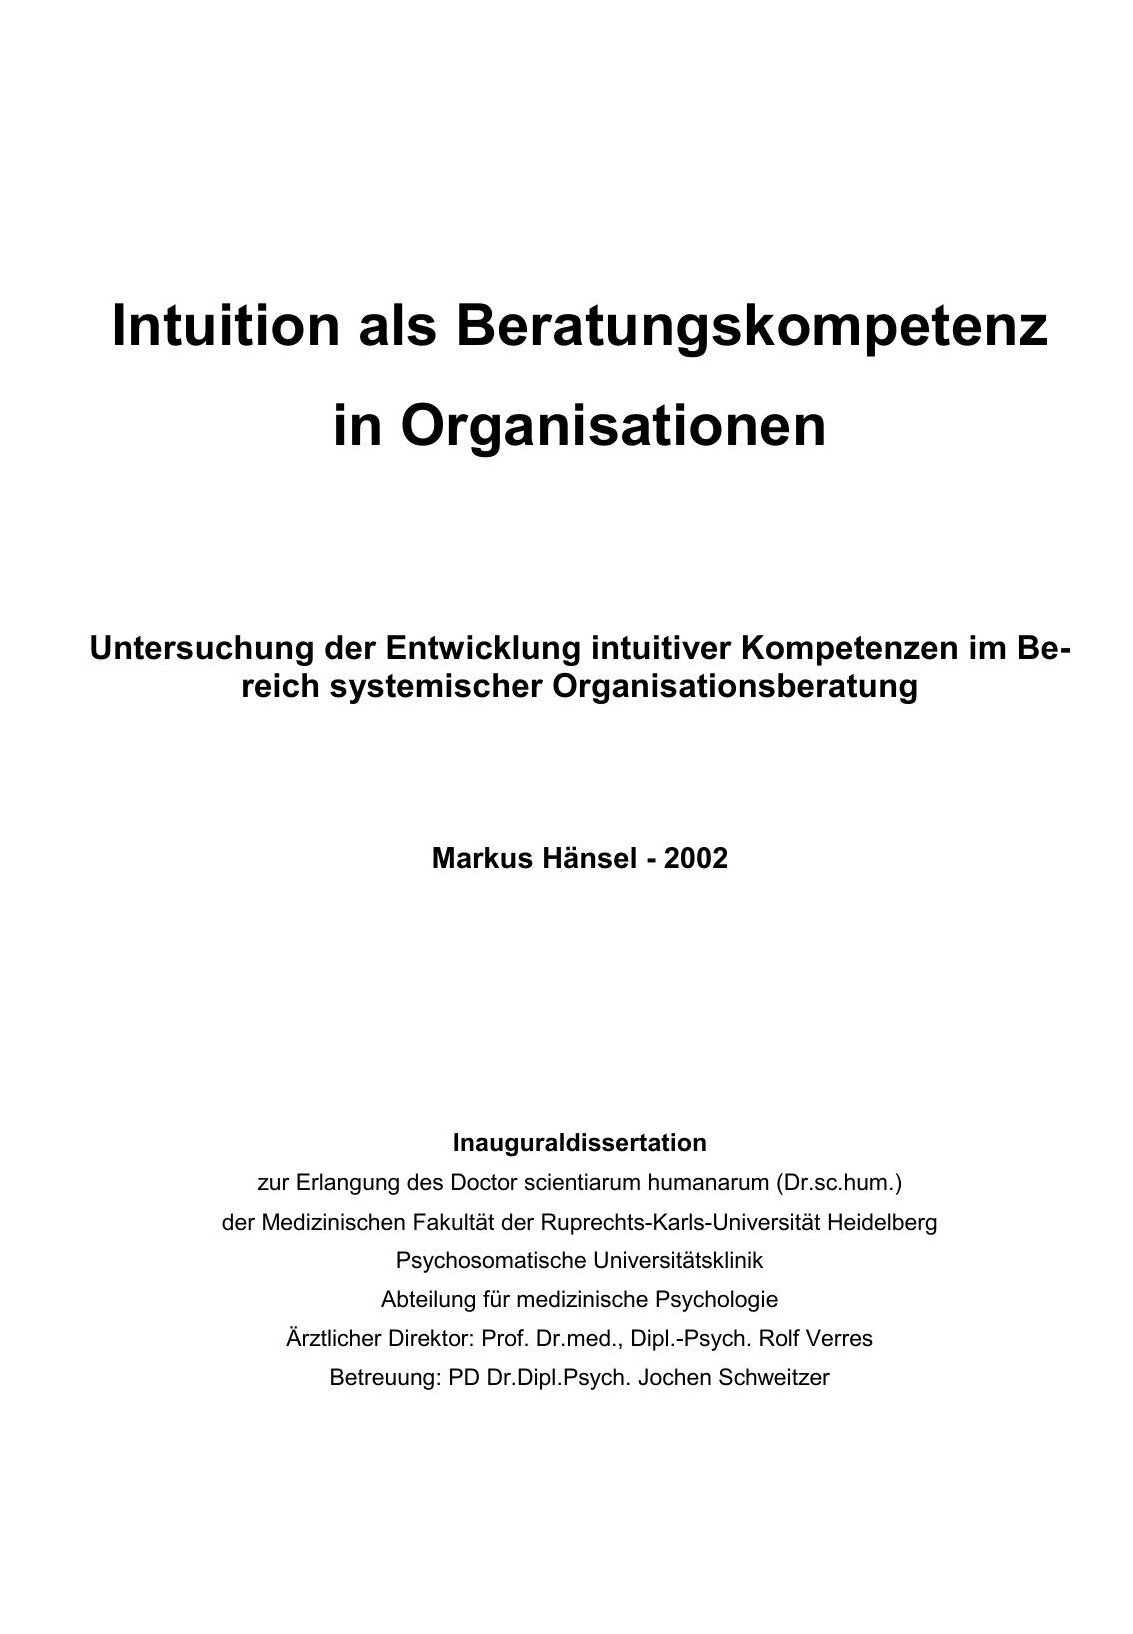 Intuition als Beratungskompetenz
in Organisationen
Untersuchung der Entwicklung intuitiver Kompetenzen im Be-
reich systemischer Organisationsberatung
Markus Hänsel - 2002
Inauguraldissertation
zur Erlangung des Doctor scientiarum humanarum (Dr.sc.hum.)
der Medizinischen Fakultät der Ruprechts-Karls-Universität Heidelberg
Psychosomatische Universitätsklinik
Abteilung für medizinische Psychologie
Ärztlicher Direktor: Prof. Dr.med., Dipl.-Psych. Rolf Verres
Betreuung: PD Dr.Dipl.Psych. Jochen Schweitzer